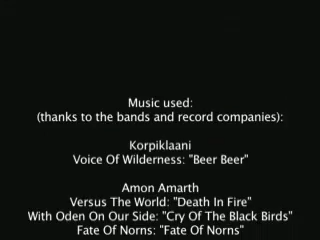 Music used:
(thanks to the bands and record companies):
Korpiklaani
Voice Of Wilderness: "Beer Beer"
Amon Amarth
Versus The World: "Death In Fire"
With Oden On Our Side: "Cry Of The Black Birds"
Fate Of Norns: "Fate Of Norns"